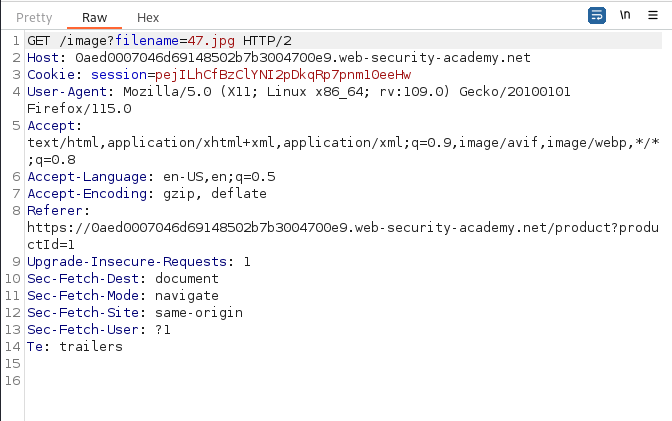 Pretty Raw Hex \n
1 GET /image?filename=47.jpg HTTP/2
2 Host: 0aed0007046d69148502b7b3004700e9.web-security-academy.net
3 Cookie: session=pejILhCfBzClYNI2pDkqRp7pnm10eeHw
4 User-Agent: Mozilla/5.0 (X11; Linux x86_64; rv:109.0) Gecko/20100101
Firefox/115.0
5 Accept:
text/html,application/xhtml+xml,application/xml;q=0.9,image/avif,image/webp,*/*
;q=0.8
6 Accept-Language: en-US,en;q=0.5
7 Accept-Encoding: gzip, deflate
8 Referer:
https://0aed0007046d69148502b7b3004700e9.web-security-academy.net/product?produ
ctId=1
9 Upgrade-Insecure-Requests: 1
10 Sec-Fetch-Dest: document
11 Sec-Fetch-Mode: navigate
12 Sec-Fetch-Site: same-origin
13 Sec-Fetch-User: ?1
14 Te: trailers
15
16